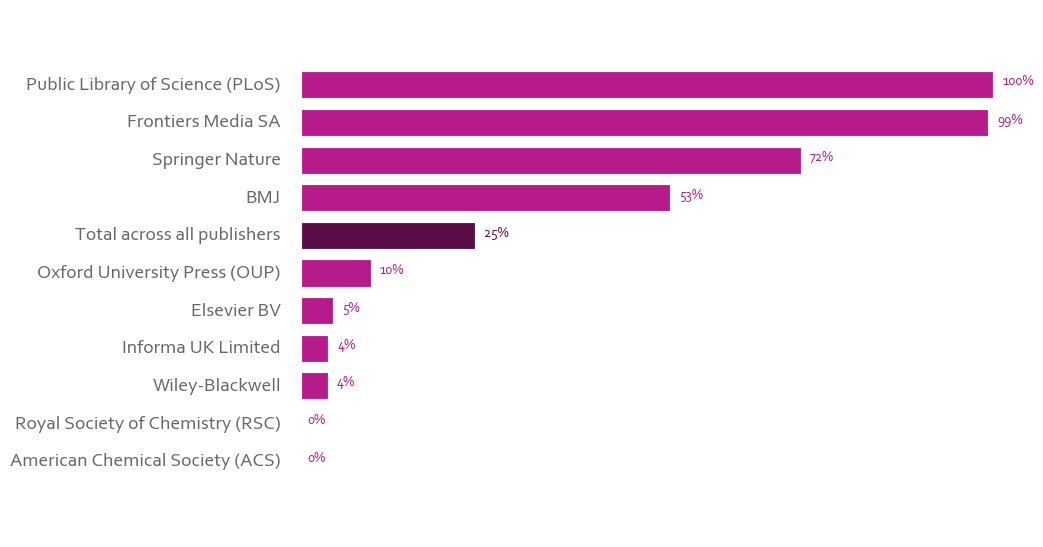 Public Library of Science (PLoS) 100%
Frontiers Media SA 99%
Springer Nature 72%
BMJ 53%
Total across all publishers 25%
Oxford University Press (OUP) 10%
Elsevier BV 5%
Informa UK Limited 4%
Wiley-Blackwell 4%
Royal Society of Chemistry (RSC) 0%
American Chemical Society (ACS) 0%